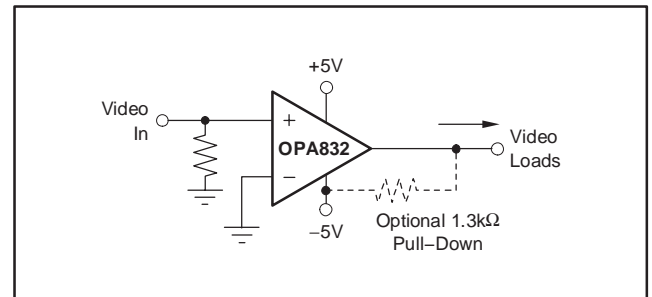 +5V
Video
In
+
OPA832
−
Video
Loads
−5V
Optional 1.3kΩ
Pull−Down